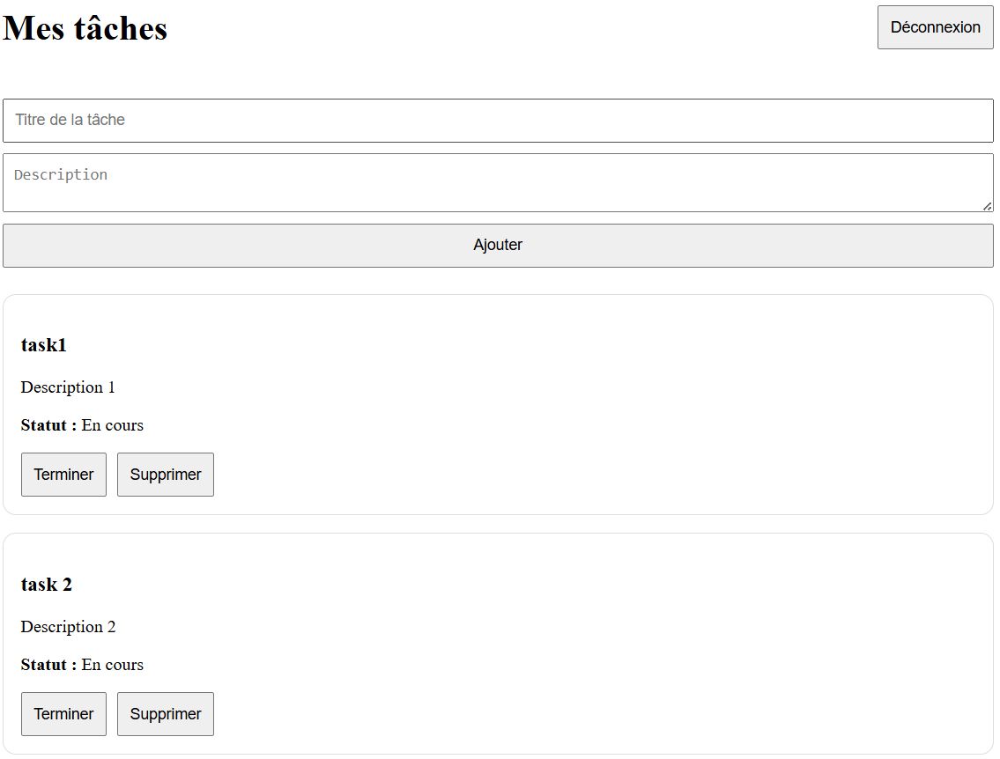 Mes tâches
Déconnexion
Titre de la tâche
Description
Ajouter
task1
Description 1
Statut : En cours
Terminer Supprimer
task 2
Description 2
Statut : En cours
Terminer Supprimer